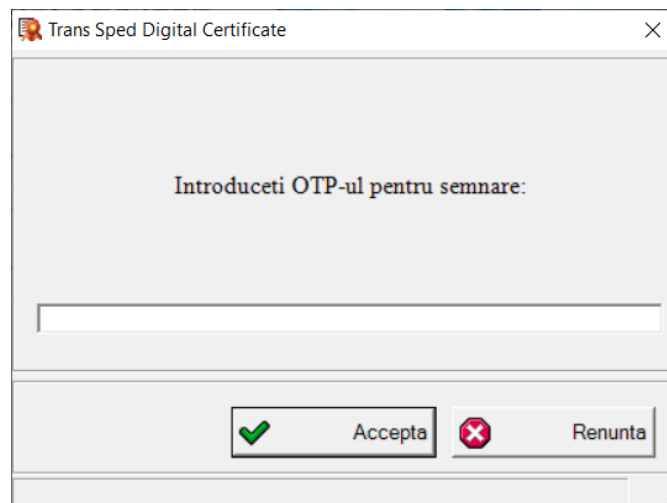 Trans Sped Digital Certificate
Introduceti OTP-ul pentru semnare:
Accepta
Renunta